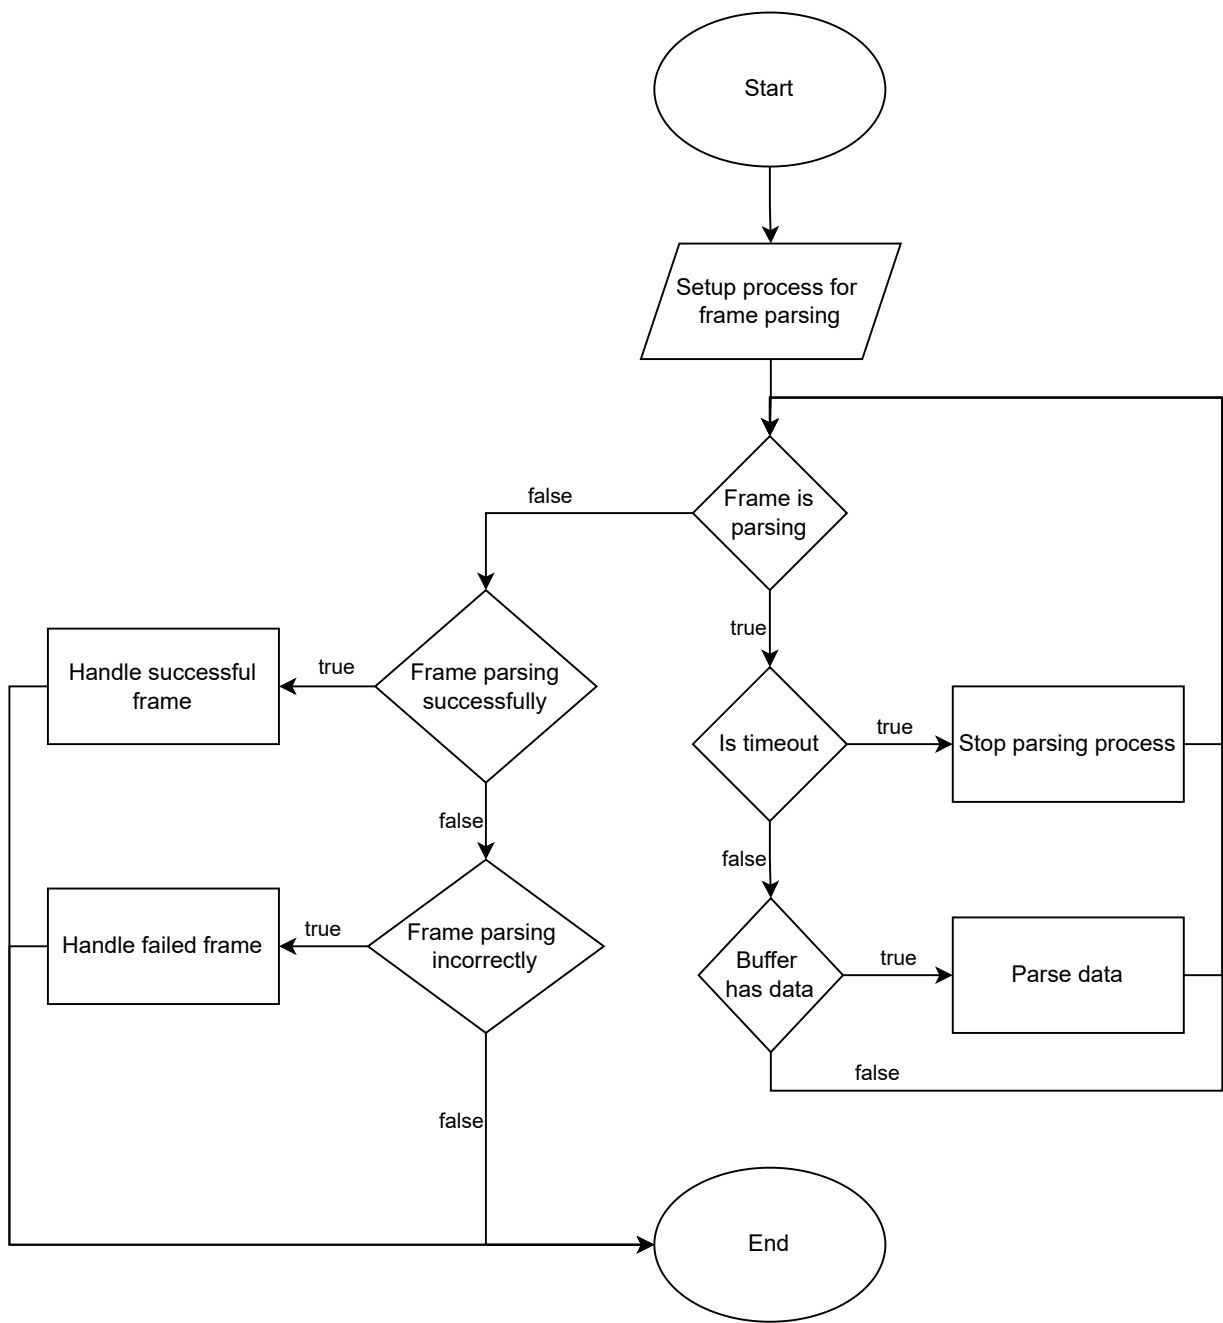 Start
Setup process for
frame parsing
Frame is
parsing
false
true
Frame parsing
successfully
true
Handle successful
frame
Is timeout
true
Stop parsing process
false
false
Frame parsing
incorrectly
true
Handle failed frame
Buffer
has data
true
Parse data
false
false
End